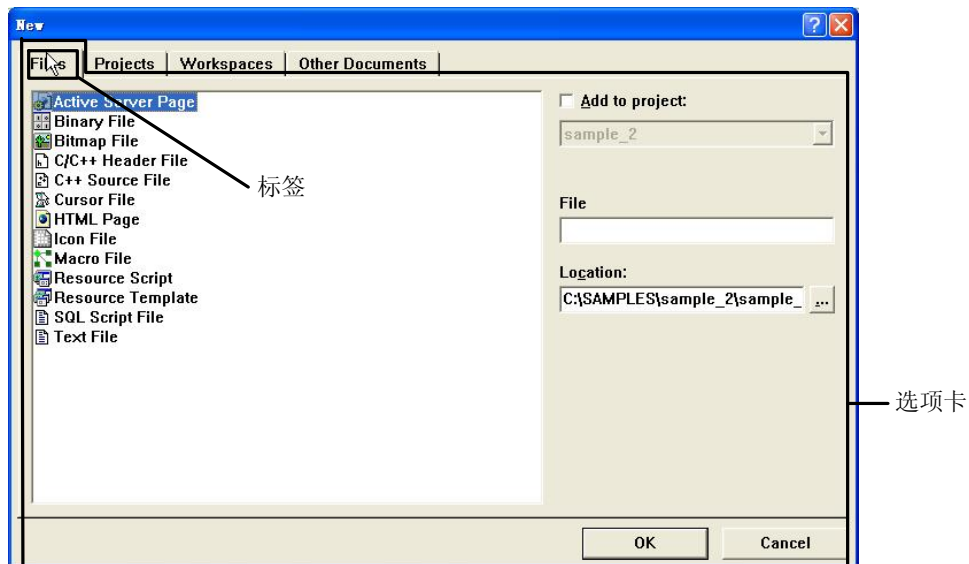 New
Files Projects Workspaces Other Documents
Active Server Page
Binary File
Bitmap File
C/C++ Header File
C++ Source File
Cursor File
HTML Page
Icon File
Macro File
Resource Script
Resource Template
SQL Script File
Text File
标签
Add to project:
sample_2
File
Location:
C:\SAMPLES\sample_2\sample_
...
选项卡
OK Cancel